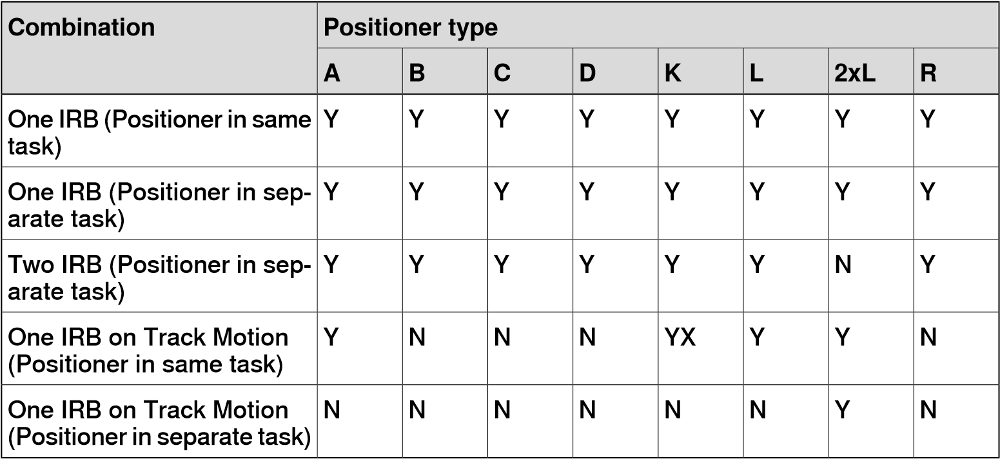 Combination Positioner type
A B C D K L 2xL R
One IRB (Positioner in same Y Y Y Y Y Y Y Y
task)
One IRB (Positioner in sep- Y Y Y Y Y Y Y Y
arate task)
Two IRB (Positioner in sep- Y Y Y Y Y Y N Y
arate task)
One IRB on Track Motion Y N N N YX Y Y N
(Positioner in same task)
One IRB on Track Motion N N N N N N Y N
(Positioner in separate task)